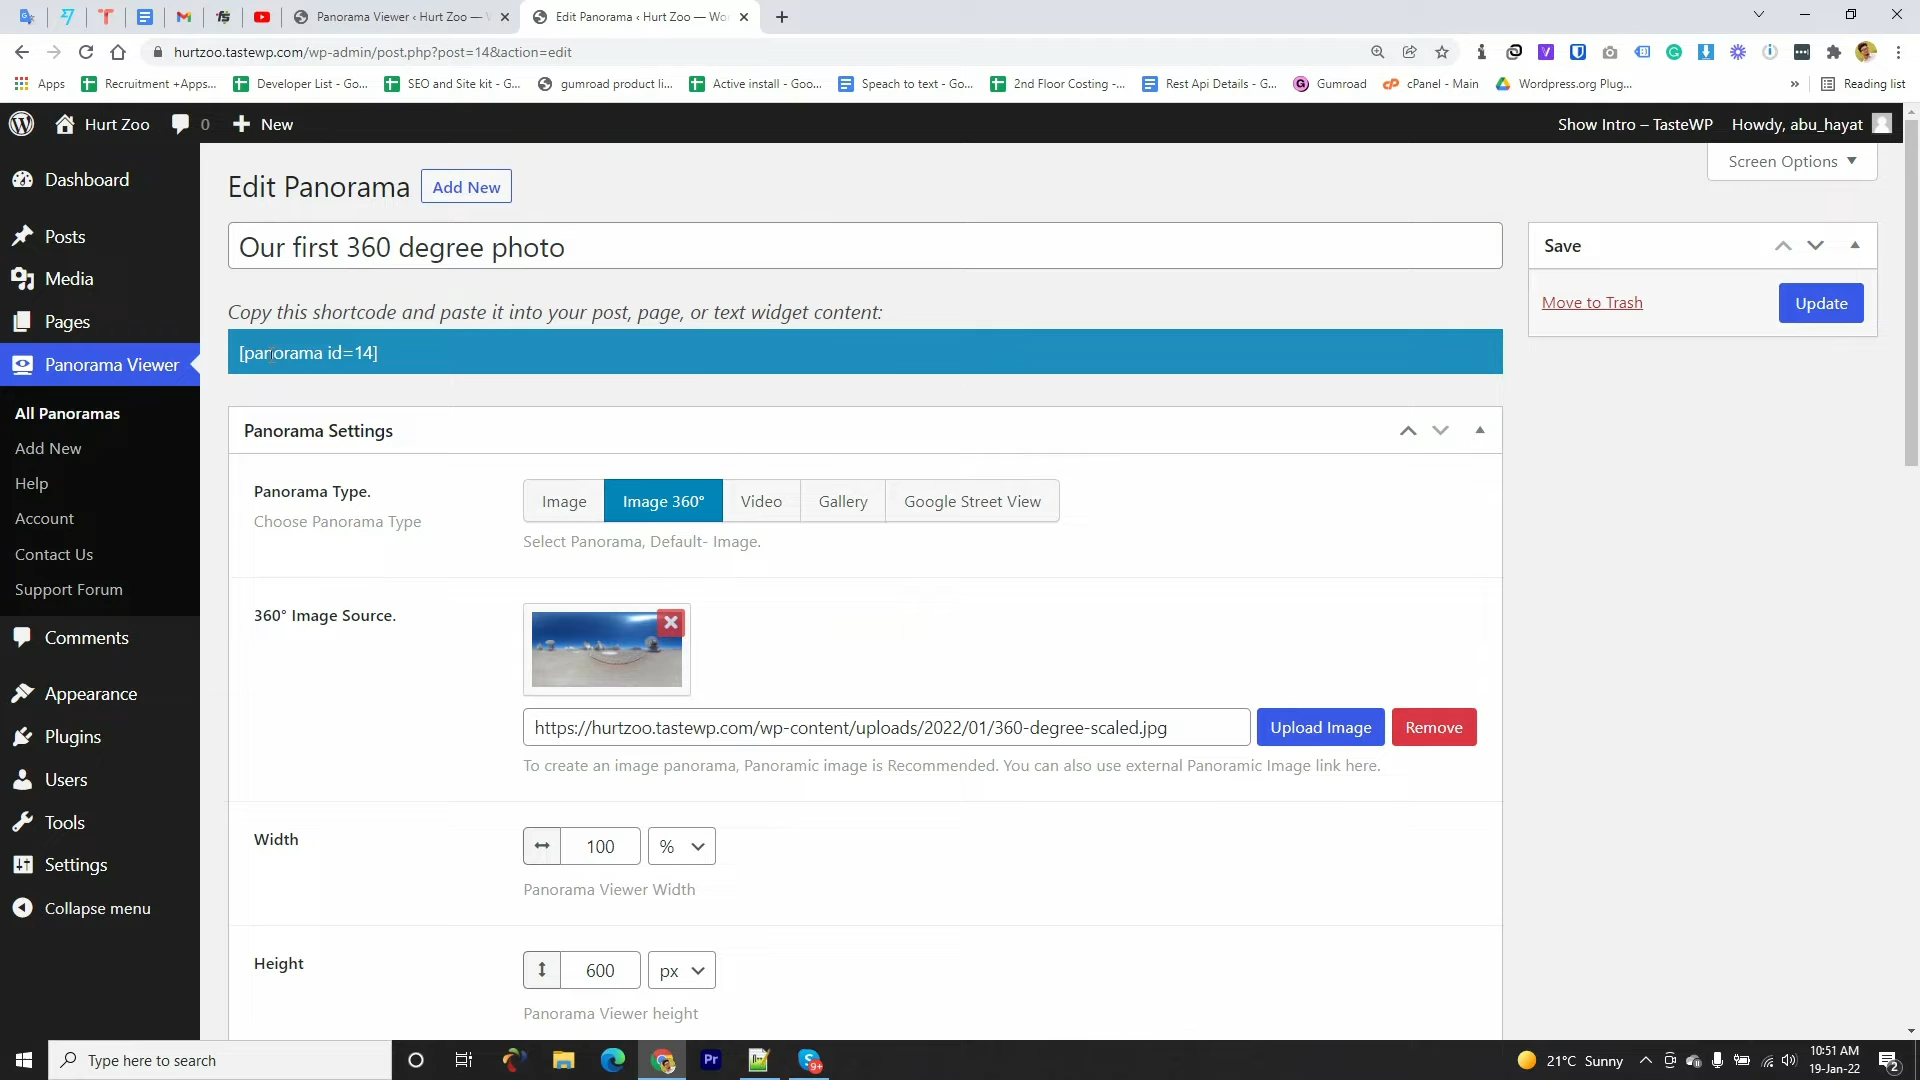 Panorama Viewer ‹ Hurt Zoo — W
Edit Panorama ‹ Hurt Zoo — Wo
hurtzoo.tastewp.com/wp-admin/post.php?post=14&action=edit
Apps
Recruitment +Apps...
Developer List - Go...
SEO and Site kit - G...
gumroad product li...
Active install - Goo...
Speach to text - Go...
2nd Floor Costing -...
Rest Api Details - G...
Gumroad
cPanel - Main
Wordpress.org Plug...
»
Reading list
Hurt Zoo
0
New
Show Intro – TasteWP
Howdy, abu_hayat
Screen Options
Dashboard
Posts
Media
Pages
Panorama Viewer
All Panoramas
Add New
Help
Account
Contact Us
Support Forum
Comments
Appearance
Plugins
Users
Tools
Settings
Collapse menu
Edit Panorama
Add New
Our first 360 degree photo
Copy this shortcode and paste it into your post, page, or text widget content:
[panorama id=14]
Save
Move to Trash
Update
Panorama Settings
Panorama Type.
Choose Panorama Type
Image
Image 360°
Video
Gallery
Google Street View
Select Panorama, Default- Image.
360° Image Source.
https://hurtzoo.tastewp.com/wp-content/uploads/2022/01/360-degree-scaled.jpg
Upload Image
Remove
To create an image panorama, Panoramic image is Recommended. You can also use external Panoramic Image link here.
Width
100
%
Panorama Viewer Width
Height
600
px
Panorama Viewer height
Type here to search
Pr
9+
21°C Sunny
10:51 AM
19-Jan-22
2